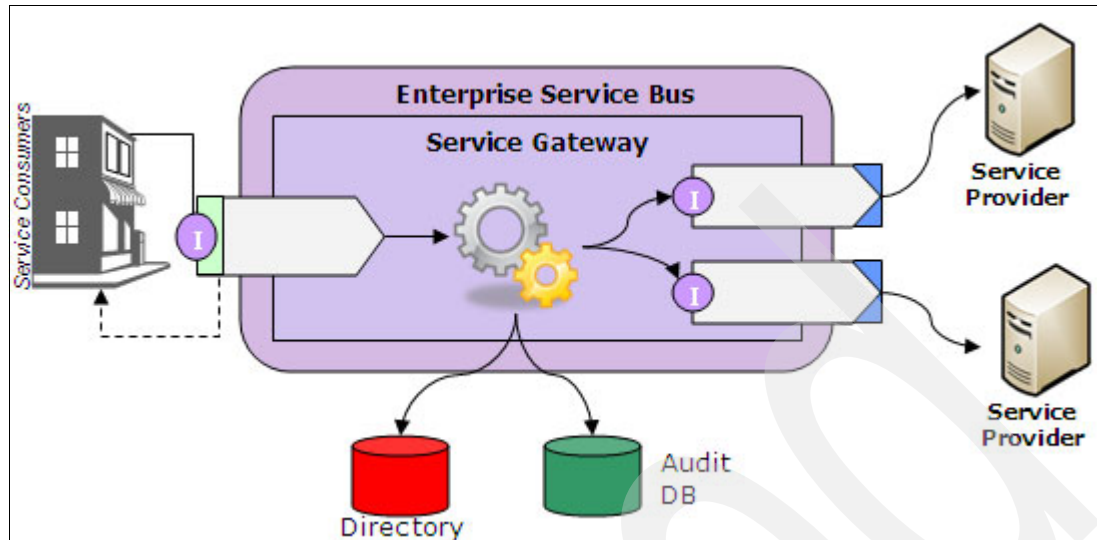 Enterprise Service Bus
Service Gateway
Service Consumers
I
I
I
Service
Provider
Service
Provider
Directory
Audit
DB